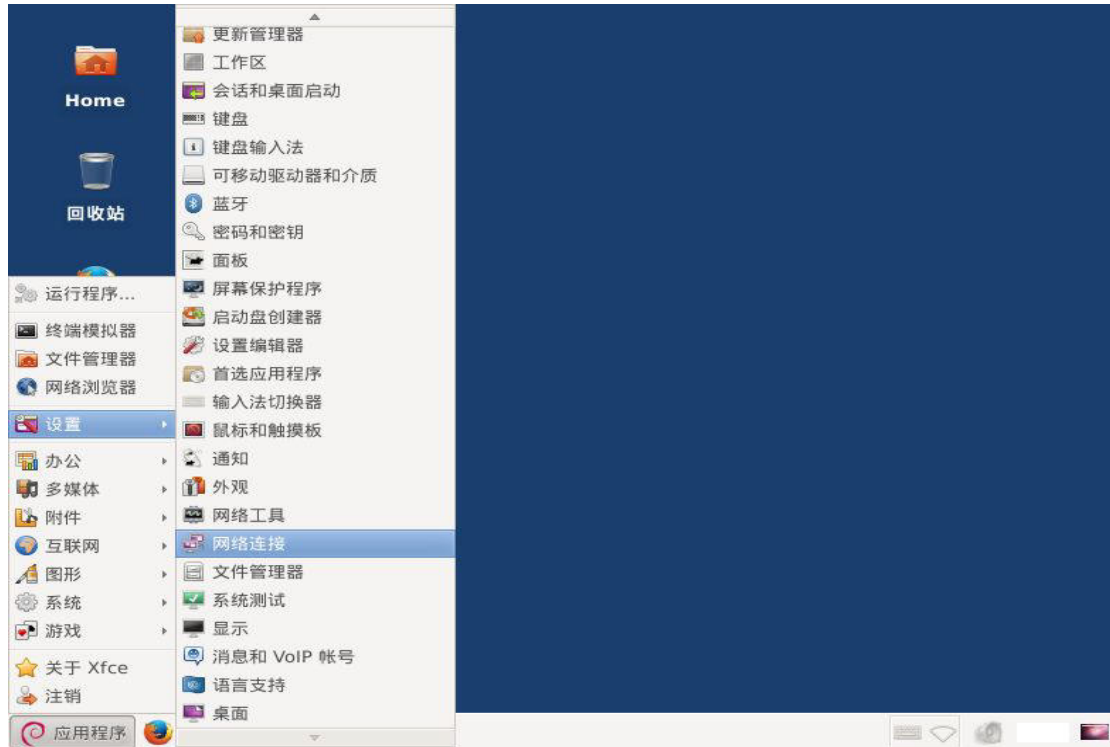 Home
回收站
运行程序...
终端模拟器
文件管理器
网络浏览器
设置
办公
多媒体
附件
互联网
图形
系统
游戏
关于 Xfce
注销
应用程序
更新管理器
工作区
会话和桌面启动
键盘
键盘输入法
可移动驱动器和介质
蓝牙
密码和密钥
面板
屏幕保护程序
启动盘创建器
设置编辑器
首选应用程序
输入法切换器
鼠标和触摸板
通知
外观
网络工具
网络连接
文件管理器
系统测试
显示
消息和 VoIP 帐号
语言支持
桌面